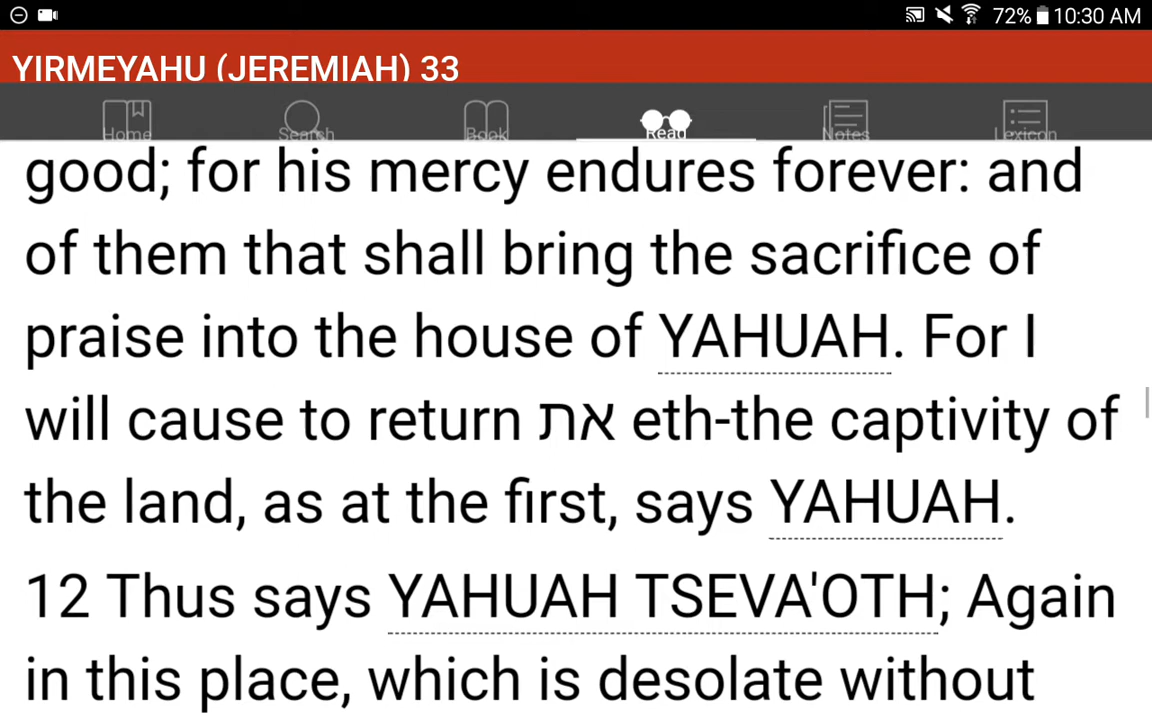 72% 10:30 AM
YIRMEYAHU (JEREMIAH) 33
Home Search Book Read Notes Lexicon
good; for his mercy endures forever: and
of them that shall bring the sacrifice of
praise into the house of YAHUAH. For I
will cause to return את eth-the captivity of
the land, as at the first, says YAHUAH.
12 Thus says YAHUAH TSEVA'OTH; Again
in this place, which is desolate without